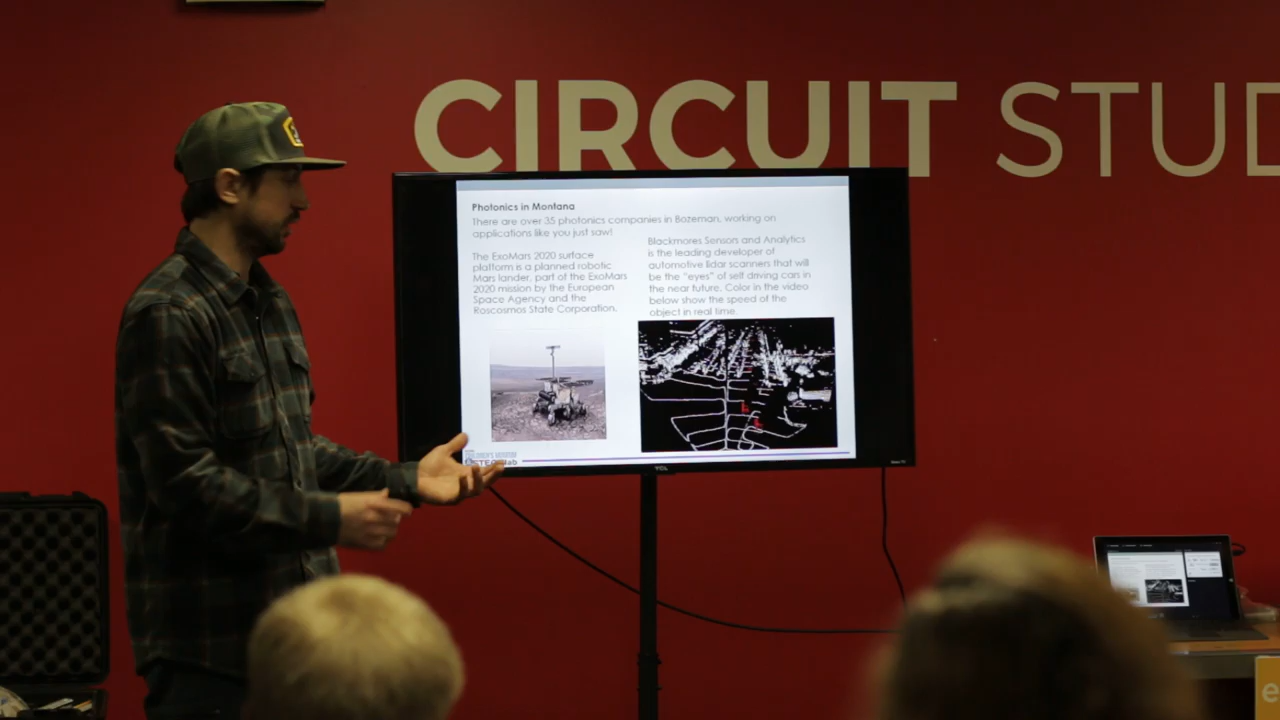 CIRCUIT STUD
Photonics in Montana
There are over 35 photonics companies in Bozeman, working on
applications like you just saw!
The ExoMars 2020 surface
platform is a planned robotic
Mars lander, part of the ExoMars
2020 mission by the European
Space Agency and the
Roscosmos State Corporation.
Blackmores Sensors and Analytics
is the leading developer of
automotive lidar scanners that will
be the "eyes" of self driving cars in
the near future. Color in the video
below show the speed of the
object in real time.
TCL